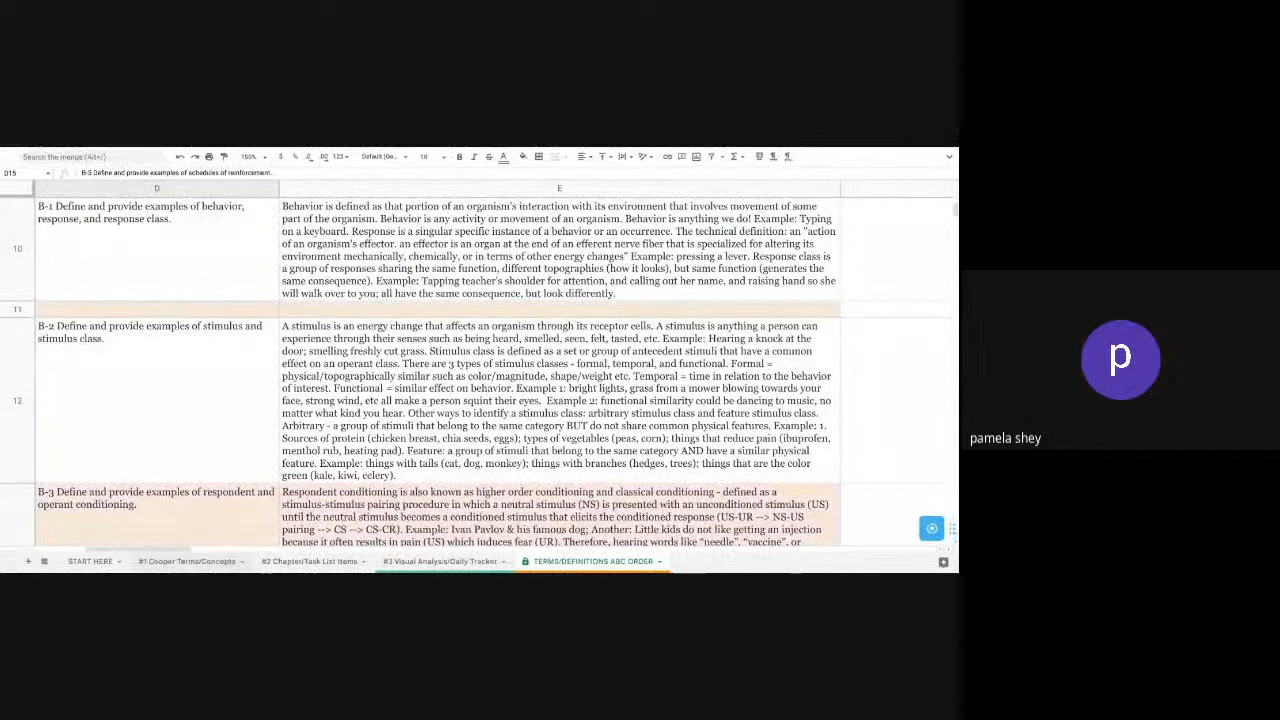 Search the menus (Alt+/)
150%
$ % .0 .00 123
Default (Ge...
10
B I S A
D15
B-5 Define and provide examples of schedules of reinforcement.
D
E
10
B-1 Define and provide examples of behavior,
response, and response class.
Behavior is defined as that portion of an organism's interaction with its environment that involves movement of some
part of the organism. Behavior is any activity or movement of an organism. Behavior is anything we do! Example: Typing
on a keyboard. Response is a singular specific instance of a behavior or an occurrence. The technical definition: an "action
of an organism's effector. an effector is an organ at the end of an efferent nerve fiber that is specialized for altering its
environment mechanically, chemically, or in terms of other energy changes" Example: pressing a lever. Response class is
a group of responses sharing the same function, different topographies (how it looks), but same function (generates the
same consequence). Example: Tapping teacher's shoulder for attention, and calling out her name, and raising hand so she
will walk over to you; all have the same consequence, but look differently.
11
12
B-2 Define and provide examples of stimulus and
stimulus class.
A stimulus is an energy change that affects an organism through its receptor cells. A stimulus is anything a person can
experience through their senses such as being heard, smelled, seen, felt, tasted, etc. Example: Hearing a knock at the
door; smelling freshly cut grass. Stimulus class is defined as a set or group of antecedent stimuli that have a common
effect on an operant class. There are 3 types of stimulus classes - formal, temporal, and functional. Formal =
physical/topographically similar such as color/magnitude, shape/weight etc. Temporal = time in relation to the behavior
of interest. Functional = similar effect on behavior. Example 1: bright lights, grass from a mower blowing towards your
face, strong wind, etc all make a person squint their eyes. Example 2: functional similarity could be dancing to music, no
matter what kind you hear. Other ways to identify a stimulus class: arbitrary stimulus class and feature stimulus class.
Arbitrary - a group of stimuli that belong to the same category BUT do not share common physical features. Example: 1.
Sources of protein (chicken breast, chia seeds, eggs); types of vegetables (peas, corn); things that reduce pain (ibuprofen,
menthol rub, heating pad). Feature: a group of stimuli that belong to the same category AND have a similar physical
feature. Example: things with tails (cat, dog, monkey); things with branches (hedges, trees); things that are the color
green (kale, kiwi, celery).
B-3 Define and provide examples of respondent and
operant conditioning.
Respondent conditioning is also known as higher order conditioning and classical conditioning - defined as a
stimulus-stimulus pairing procedure in which a neutral stimulus (NS) is presented with an unconditioned stimulus (US)
until the neutral stimulus becomes a conditioned stimulus that elicits the conditioned response (US-UR --> NS-US
pairing --> CS --> CS-CR). Example: Ivan Pavlov & his famous dog; Another: Little kids do not like getting an injection
because it often results in pain (US) which induces fear (UR). Therefore, hearing words like "needle", "vaccine", or
START HERE
#1 Cooper Terms/Concepts
#2 Chapter/Task List Items
#3 Visual Analysis/Daily Tracker
TERMS/DEFINITIONS ABC ORDER
p
pamela shey